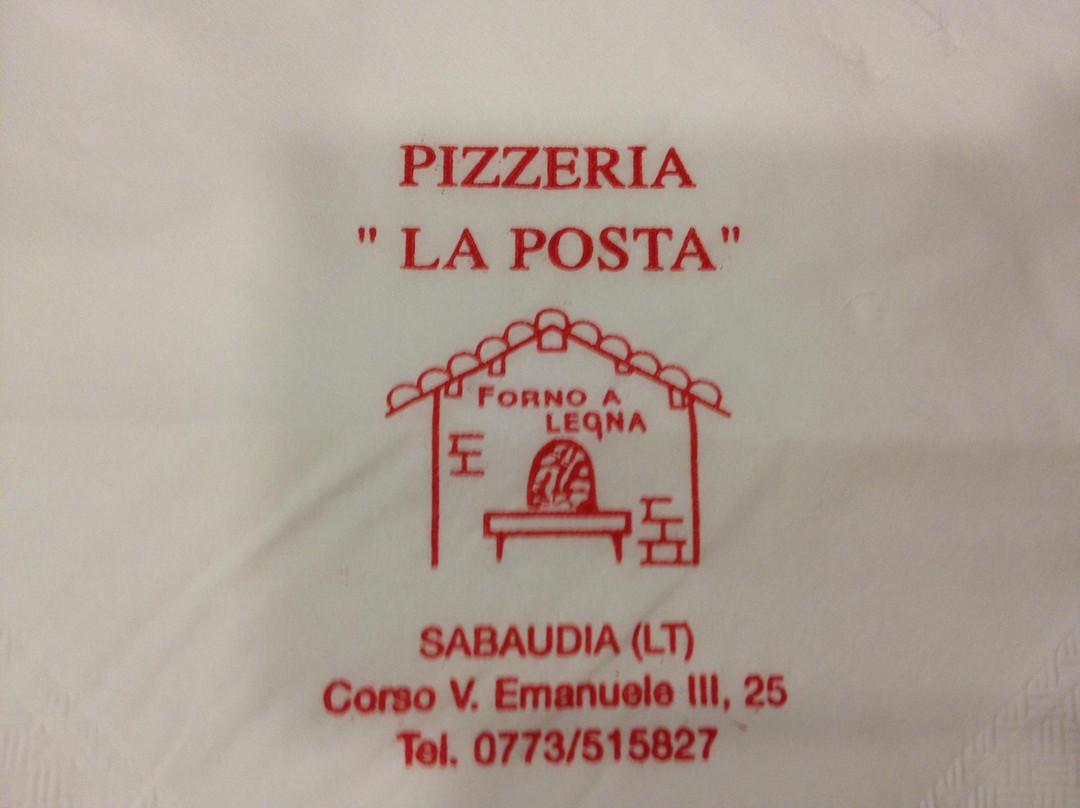 PIZZERIA
" LA POSTA"
FORNO A
LEGNA
SABAUDIA (LT)
Corso V. Emanuele III, 25
Tel. 0773/515827